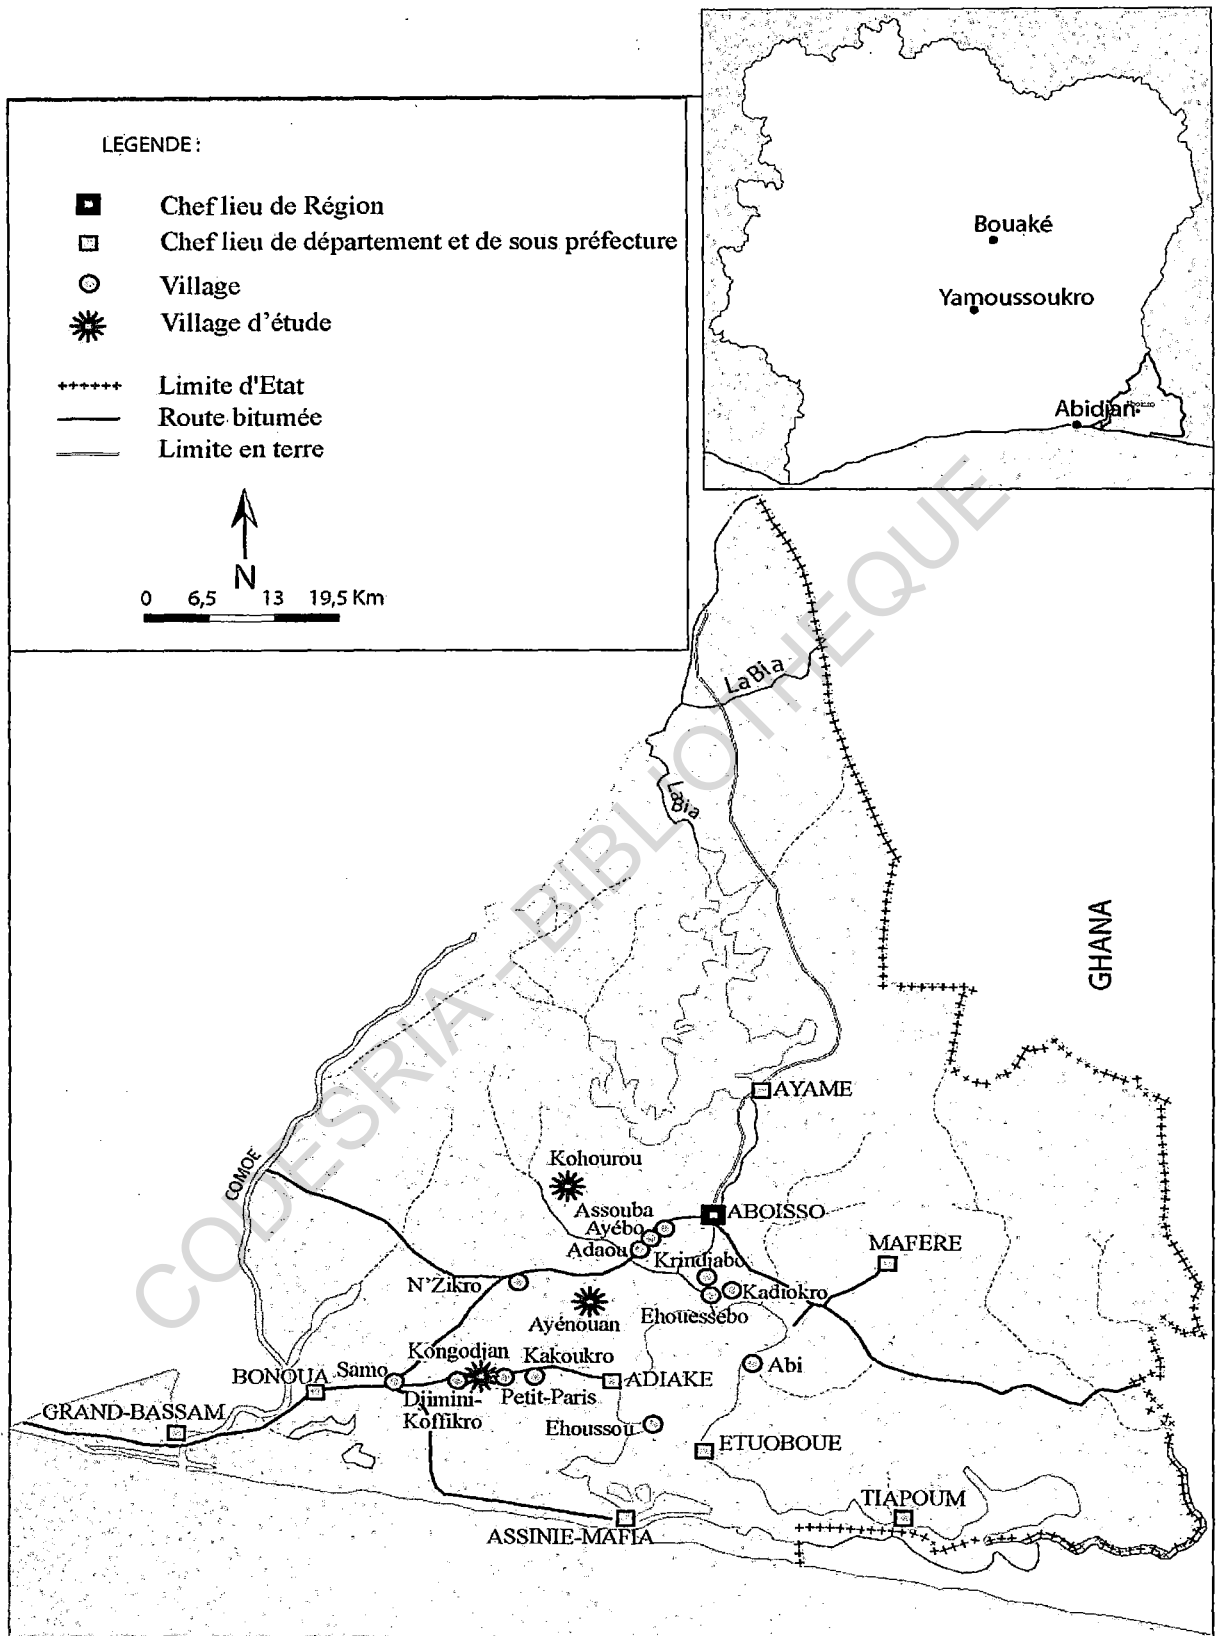 LEGENDE :
Chef lieu de Région
Chef lieu de département et de sous préfecture
Village
Village d'étude
Limite d'Etat
Route bitumée
Limite en terre
N
0 6,5 13 19,5 Km
Bouaké
Yamoussoukro
Abidjan
La Bia
La
Bia
GHANA
AYAME
COMOE
Kohourou
Assouba
ABOISSO
Ayébo
Adaou
Krindjabo
MAFERE
N'Zikro
Kadiokro
Ehouessebo
Ayénouan
Kongodjan
Kakoukro
Abi
BONOUA
Samo
ADIAKE
Djimini-
Koffikro
Petit-Paris
GRAND-BASSAM
Ehoussou
ETUOBOUE
TIAPOUM
ASSINIE-MAFIA
CODESRIA - BIBLIOTHEQUE